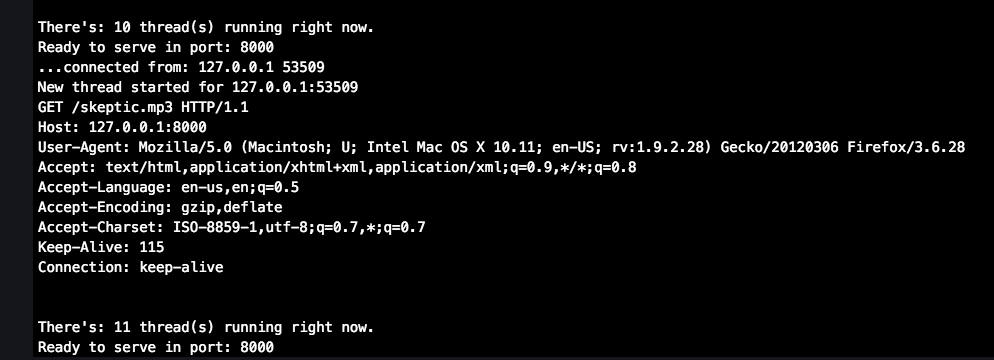 There's: 10 thread(s) running right now.
Ready to serve in port: 8000
...connected from: 127.0.0.1 53509
New thread started for 127.0.0.1:53509
GET /skeptic.mp3 HTTP/1.1
Host: 127.0.0.1:8000
User-Agent: Mozilla/5.0 (Macintosh; U; Intel Mac OS X 10.11; en-US; rv:1.9.2.28) Gecko/20120306 Firefox/3.6.28
Accept: text/html,application/xhtml+xml,application/xml;q=0.9,*/*;q=0.8
Accept-Language: en-us,en;q=0.5
Accept-Encoding: gzip,deflate
Accept-Charset: ISO-8859-1,utf-8;q=0.7,*;q=0.7
Keep-Alive: 115
Connection: keep-alive
There's: 11 thread(s) running right now.
Ready to serve in port: 8000